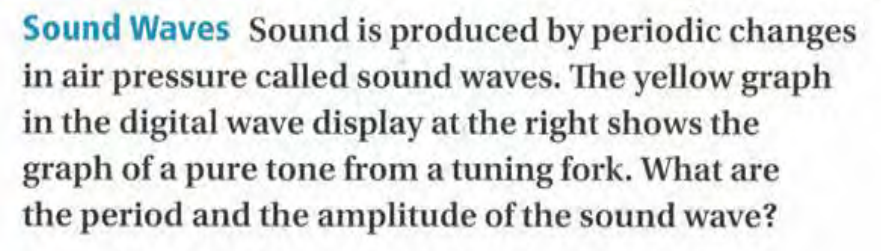 Sound Waves Sound is produced by periodic changes
in air pressure called sound waves. The yellow graph
in the digital wave display at the right shows the
graph of a pure tone from a tuning fork. What are
the period and the amplitude of the sound wave?